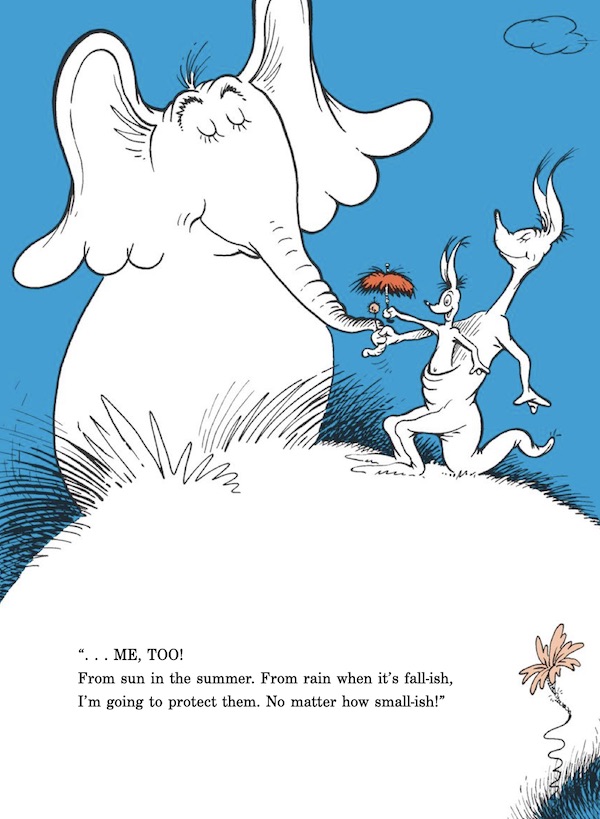 “. . . ME, TOO!
From sun in the summer. From rain when it’s fall-ish,
I’m going to protect them. No matter how small-ish!”